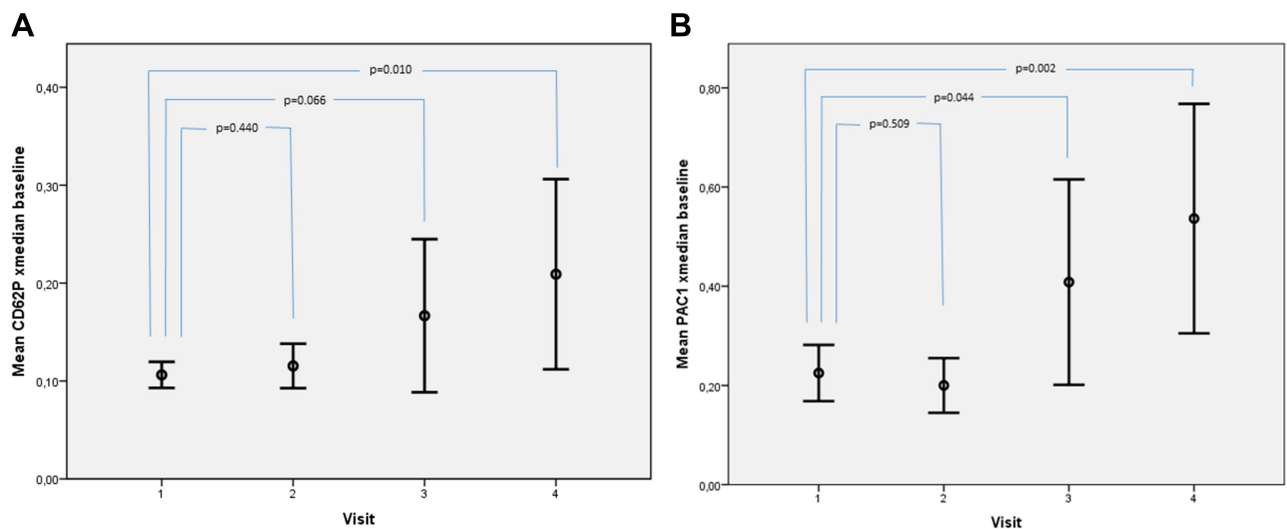 A
Mean CD62P xmedian baseline
0,40
0,30
0,20
0,10
0,00
p=0.010
p=0.066
p=0.440
1 2 3 4
Visit
B
Mean PAC1 xmedian baseline
0,80
0,60
0,40
0,20
0,00
p=0.002
p=0.044
p=0.509
1 2 3 4
Visit